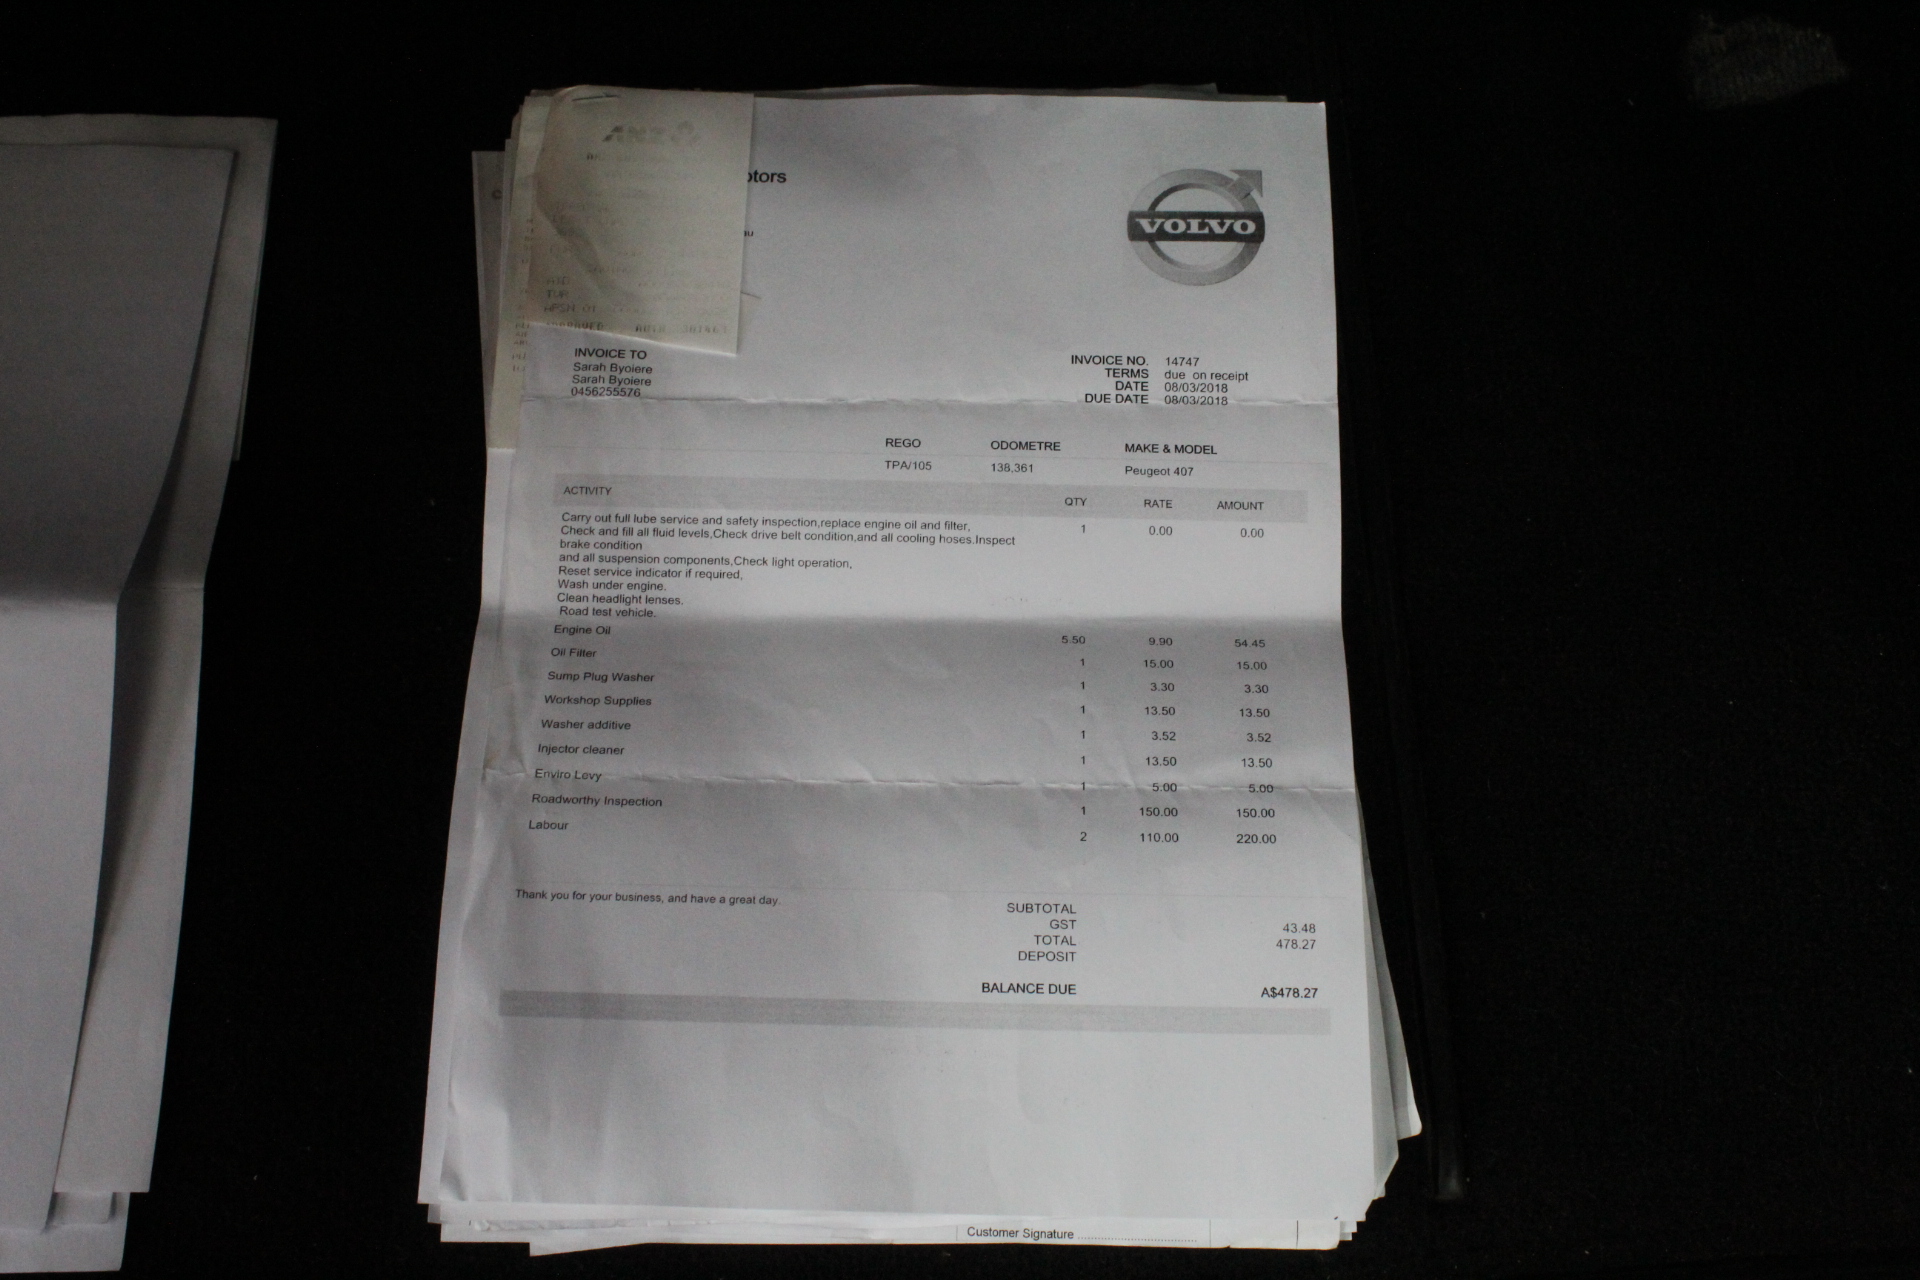 ANZ
otors
au
VOLVO
TVR
APSN 01
APPROVED
INVOICE TO
Sarah Byoiere
Sarah Byoiere
0456255576
INVOICE NO. 14747
TERMS due on receipt
DATE 08/03/2018
DUE DATE 08/03/2018
REGO ODOMETRE MAKE & MODEL
TPA/105 138,361 Peugeot 407
ACTIVITY QTY RATE AMOUNT
Carry out full lube service and safety inspection,replace engine oil and filter, 1 0.00 0.00
Check and fill all fluid levels,Check drive belt condition,and all cooling hoses.Inspect
brake condition
and all suspension components,Check light operation,
Reset service indicator if required,
Wash under engine.
Clean headlight lenses.
Road test vehicle.
Engine Oil 5.50 9.90 54.45
Oil Filter 1 15.00 15.00
Sump Plug Washer 1 3.30 3.30
Workshop Supplies 1 13.50 13.50
Washer additive 1 3.52 3.52
Injector cleaner 1 13.50 13.50
Enviro Levy 1 5.00 5.00
Roadworthy Inspection 1 150.00 150.00
Labour 2 110.00 220.00
Thank you for your business, and have a great day.
SUBTOTAL
GST 43.48
TOTAL 478.27
DEPOSIT
BALANCE DUE A$478.27
Customer Signature